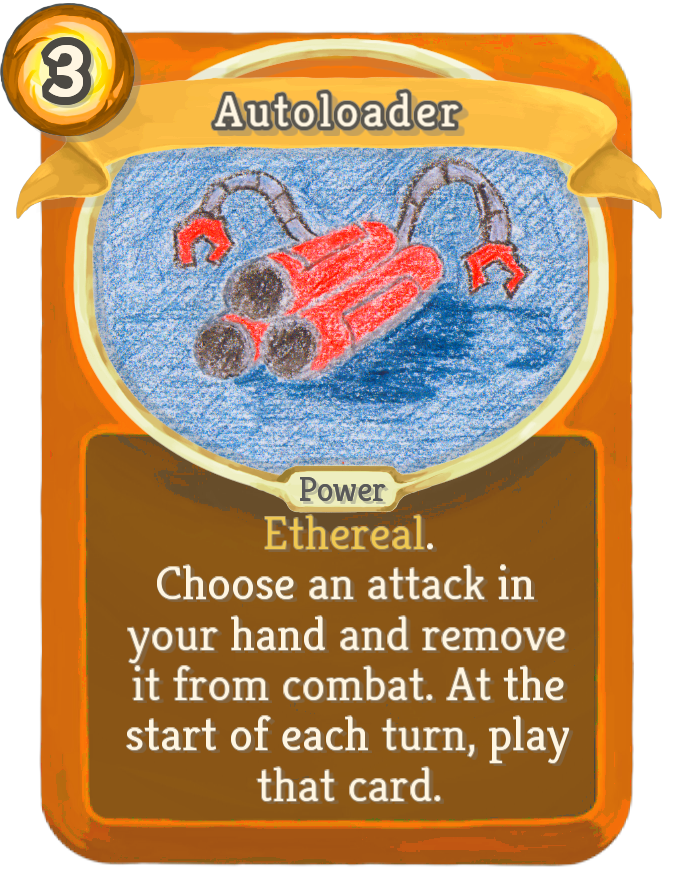 3
Autoloader
Power
Ethereal.
Choose an attack in
your hand and remove
it from combat. At the
start of each turn, play
that card.